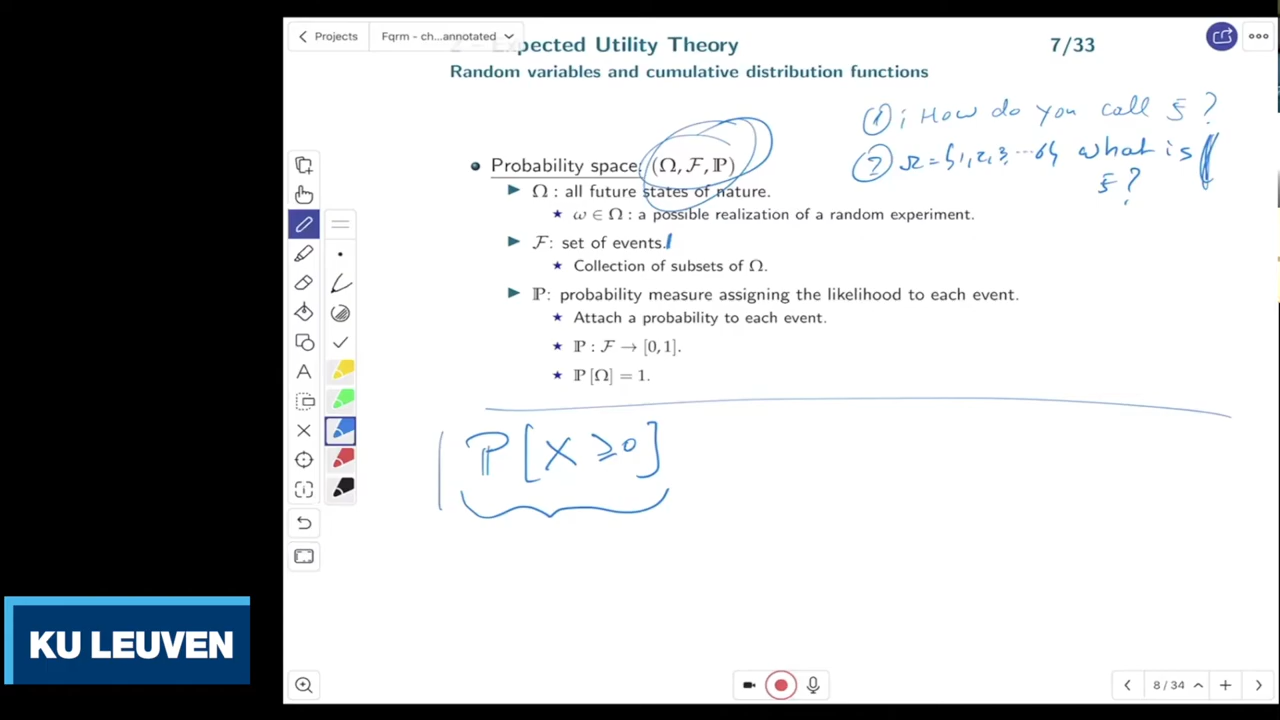 Projects
Fqrm - ch...annotated
2 – Expected Utility Theory 7/33
Random variables and cumulative distribution functions
① ; How do you call ξ ?
② Ω = {1, 2, 3, ...6} what is
ξ ?
Probability space: (Ω, ℱ, ℙ)
Ω : all future states of nature.
ω ∈ Ω : a possible realization of a random experiment.
ℱ: set of events.
Collection of subsets of Ω.
ℙ: probability measure assigning the likelihood to each event.
Attach a probability to each event.
ℙ : ℱ → [0, 1].
ℙ [Ω] = 1.
ℙ [X ≥ 0]
KU LEUVEN
8 / 34